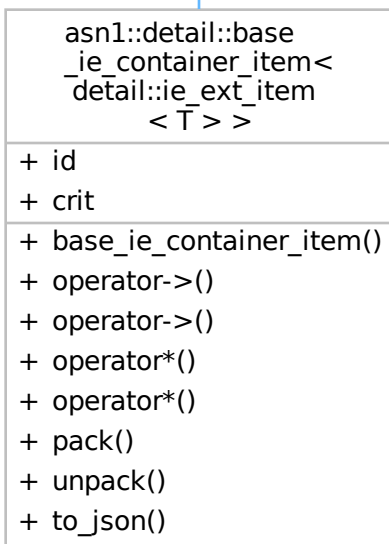 asn1::detail::base
_ie_container_item<
detail::ie_ext_item
< T > >
+ id
+ crit
+ base_ie_container_item()
+ operator->()
+ operator->()
+ operator*()
+ operator*()
+ pack()
+ unpack()
+ to_json()